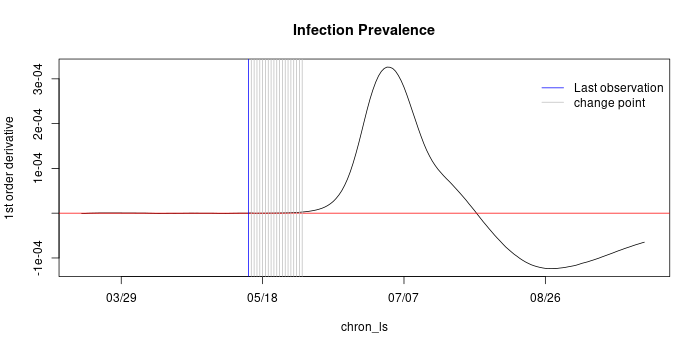 Infection Prevalence
1st order derivative
3e-04
2e-04
1e-04
-1e-04
Last observation
change point
03/29
05/18
07/07
08/26
chron_ls